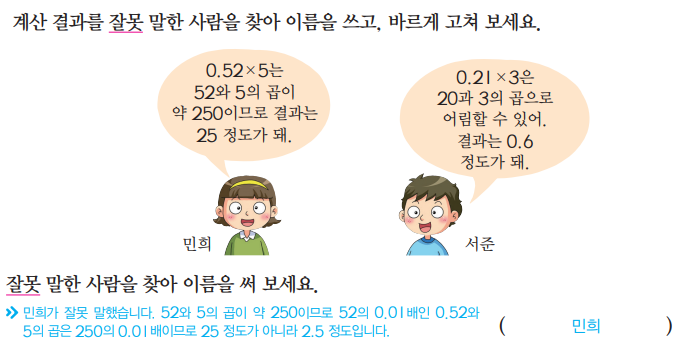 계산 결과를 잘못 말한 사람을 찾아 이름을 쓰고, 바르게 고쳐 보세요.
0.52×5는
52와 5의 곱이
약 250이므로 결과는
25 정도가 돼.
0.21×3은
20과 3의 곱으로
어림할 수 있어.
결과는 0.6
정도가 돼.
민희
서준
잘못 말한 사람을 찾아 이름을 써 보세요.
민희가 잘못 말했습니다. 52와 5의 곱이 약 250이므로 52의 0.01배인 0.52와
5의 곱은 250의 0.01배이므로 25 정도가 아니라 2.5 정도입니다.
( 민희 )